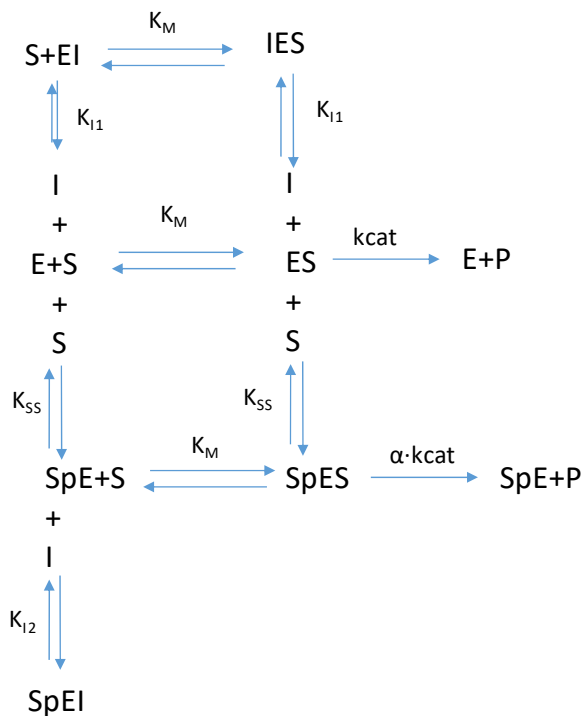 K_M
S+EI IES
K_I1 K_I1
I I
+ K_M +
E+S ES kcat E+P
+ +
S S
K_SS K_SS
K_M α·kcat
SpE+S SpES SpE+P
+
I
K_I2
SpEI